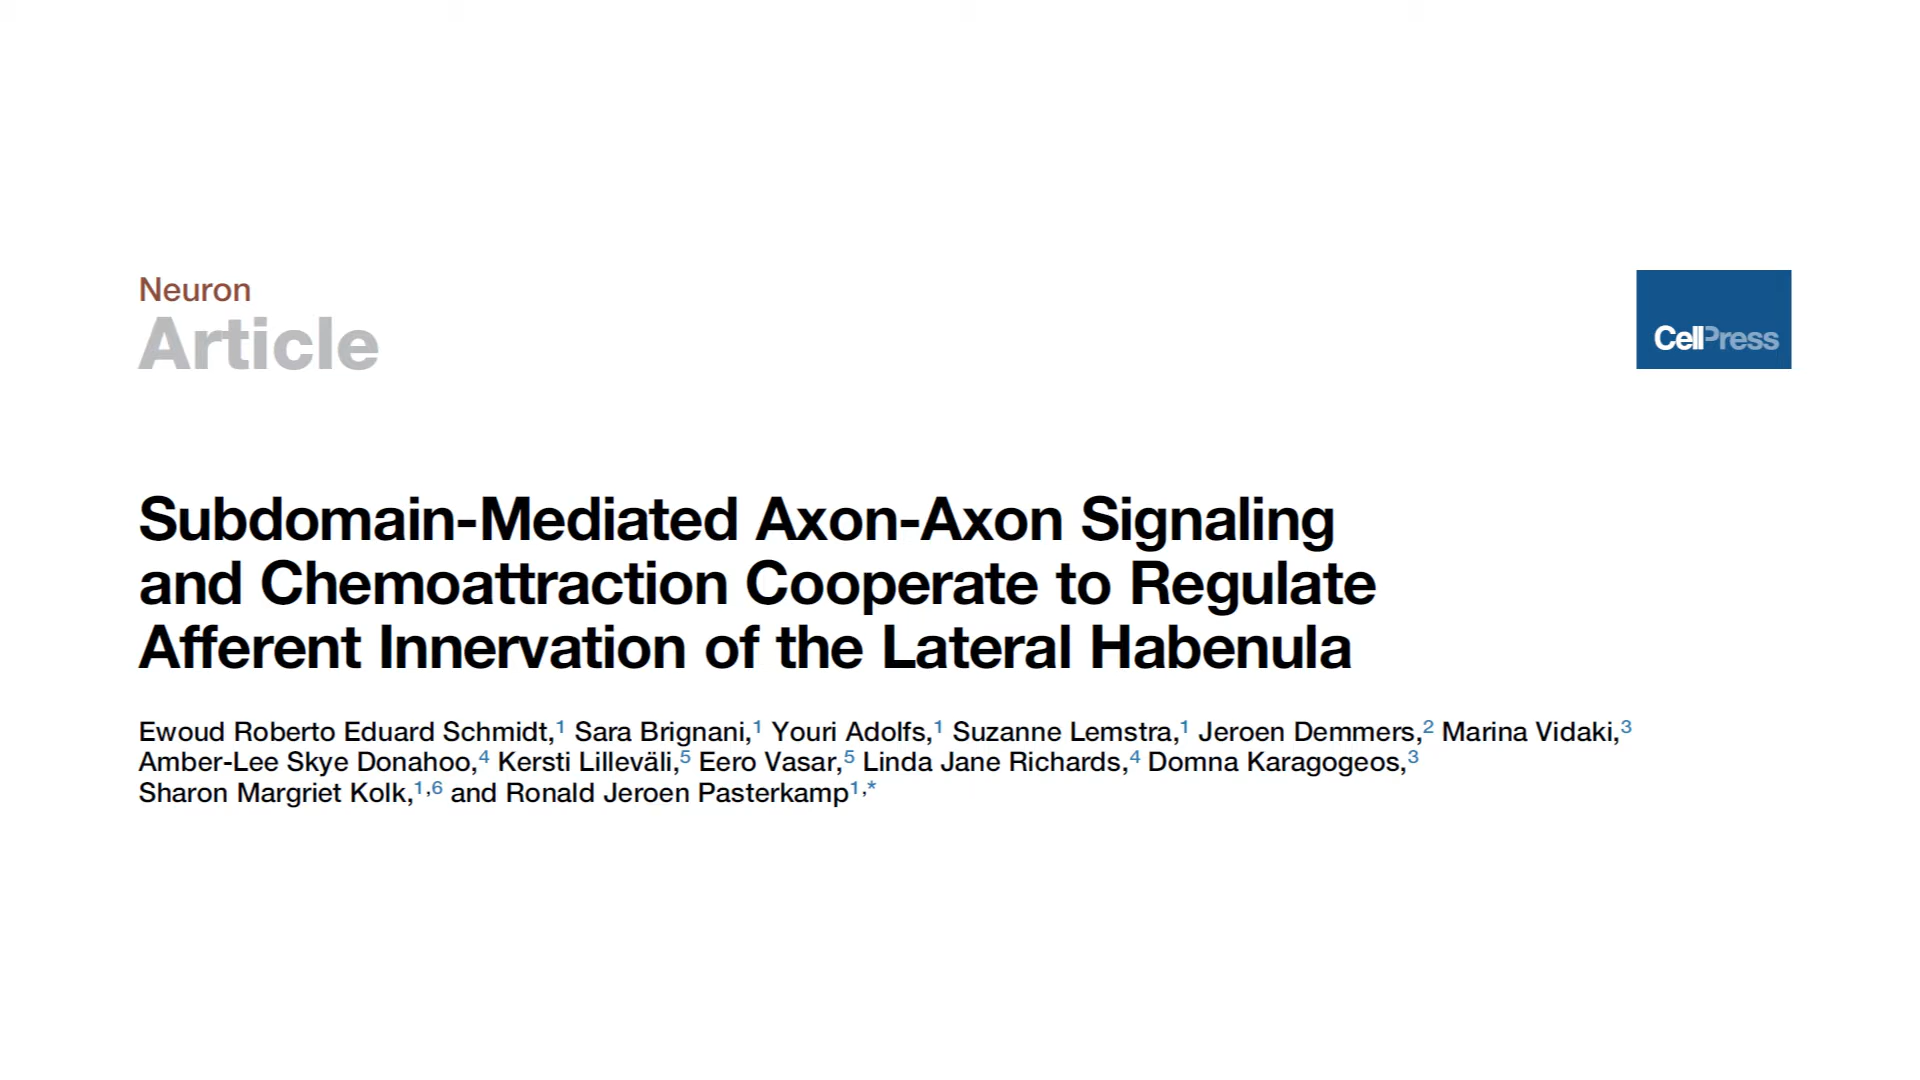 Neuron
Article
CellPress
Subdomain-Mediated Axon-Axon Signaling
and Chemoattraction Cooperate to Regulate
Afferent Innervation of the Lateral Habenula
Ewoud Roberto Eduard Schmidt,1 Sara Brignani,1 Youri Adolfs,1 Suzanne Lemstra,1 Jeroen Demmers,2 Marina Vidaki,3
Amber-Lee Skye Donahoo,4 Kersti Lilleväli,5 Eero Vasar,5 Linda Jane Richards,4 Domna Karagogeos,3
Sharon Margriet Kolk,1,6 and Ronald Jeroen Pasterkamp1,*